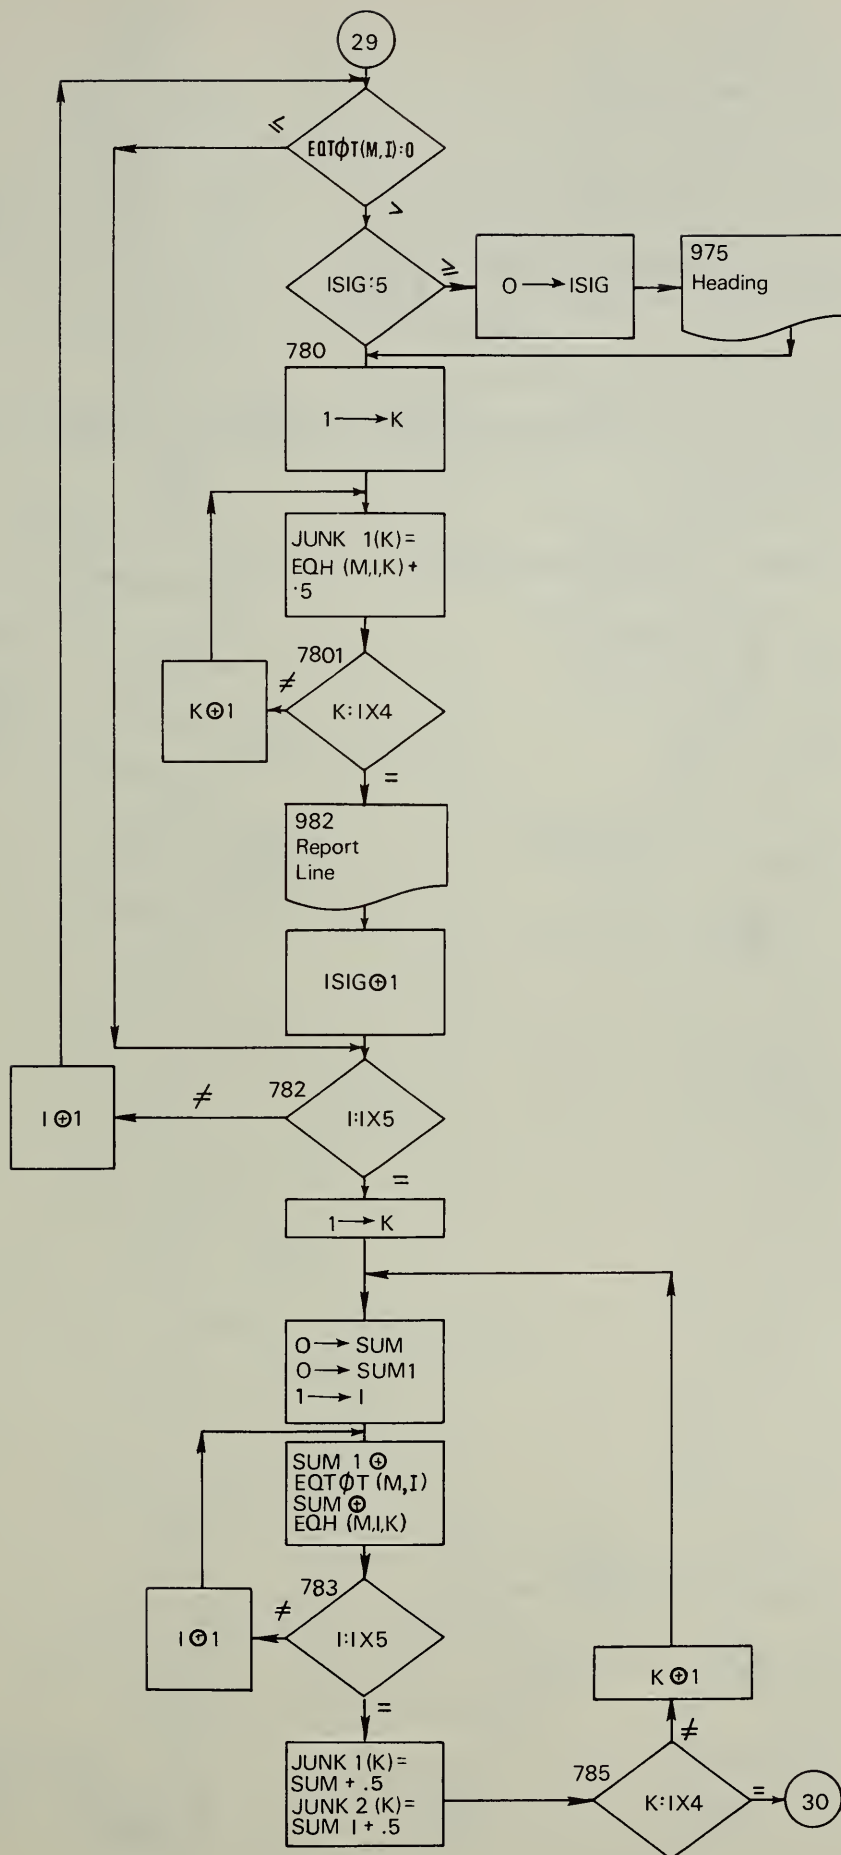 29
≤
EQTØT(M,I):0
>
ISIG:5
≥
0 → ISIG
975
Heading
780
1 → K
JUNK 1(K)=
EQH (M,I,K) +
.5
7801
≠
K⊕1
K:IX4
=
982
Report
Line
ISIG⊕1
782
I⊕1
≠
I:IX5
=
1 → K
0 → SUM
0 → SUM1
1 → I
SUM 1 ⊕
EQTØT (M,I)
SUM ⊕
EQH (M,I,K)
783
≠
I⊕1
I:IX5
=
K⊕1
≠
JUNK 1(K)=
SUM + .5
JUNK 2 (K)=
SUM I + .5
785
K:IX4
=
30